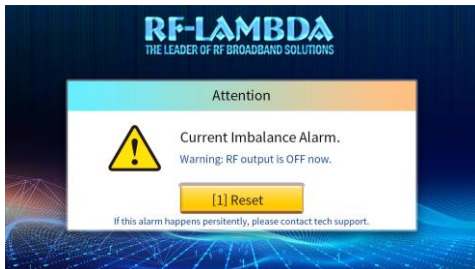 RF-LAMBDA
THE LEADER OF RF BROADBAND SOLUTIONS
Attention
Current Imbalance Alarm.
Warning: RF output is OFF now.
[1] Reset
If this alarm happens persitently, please contact tech support.